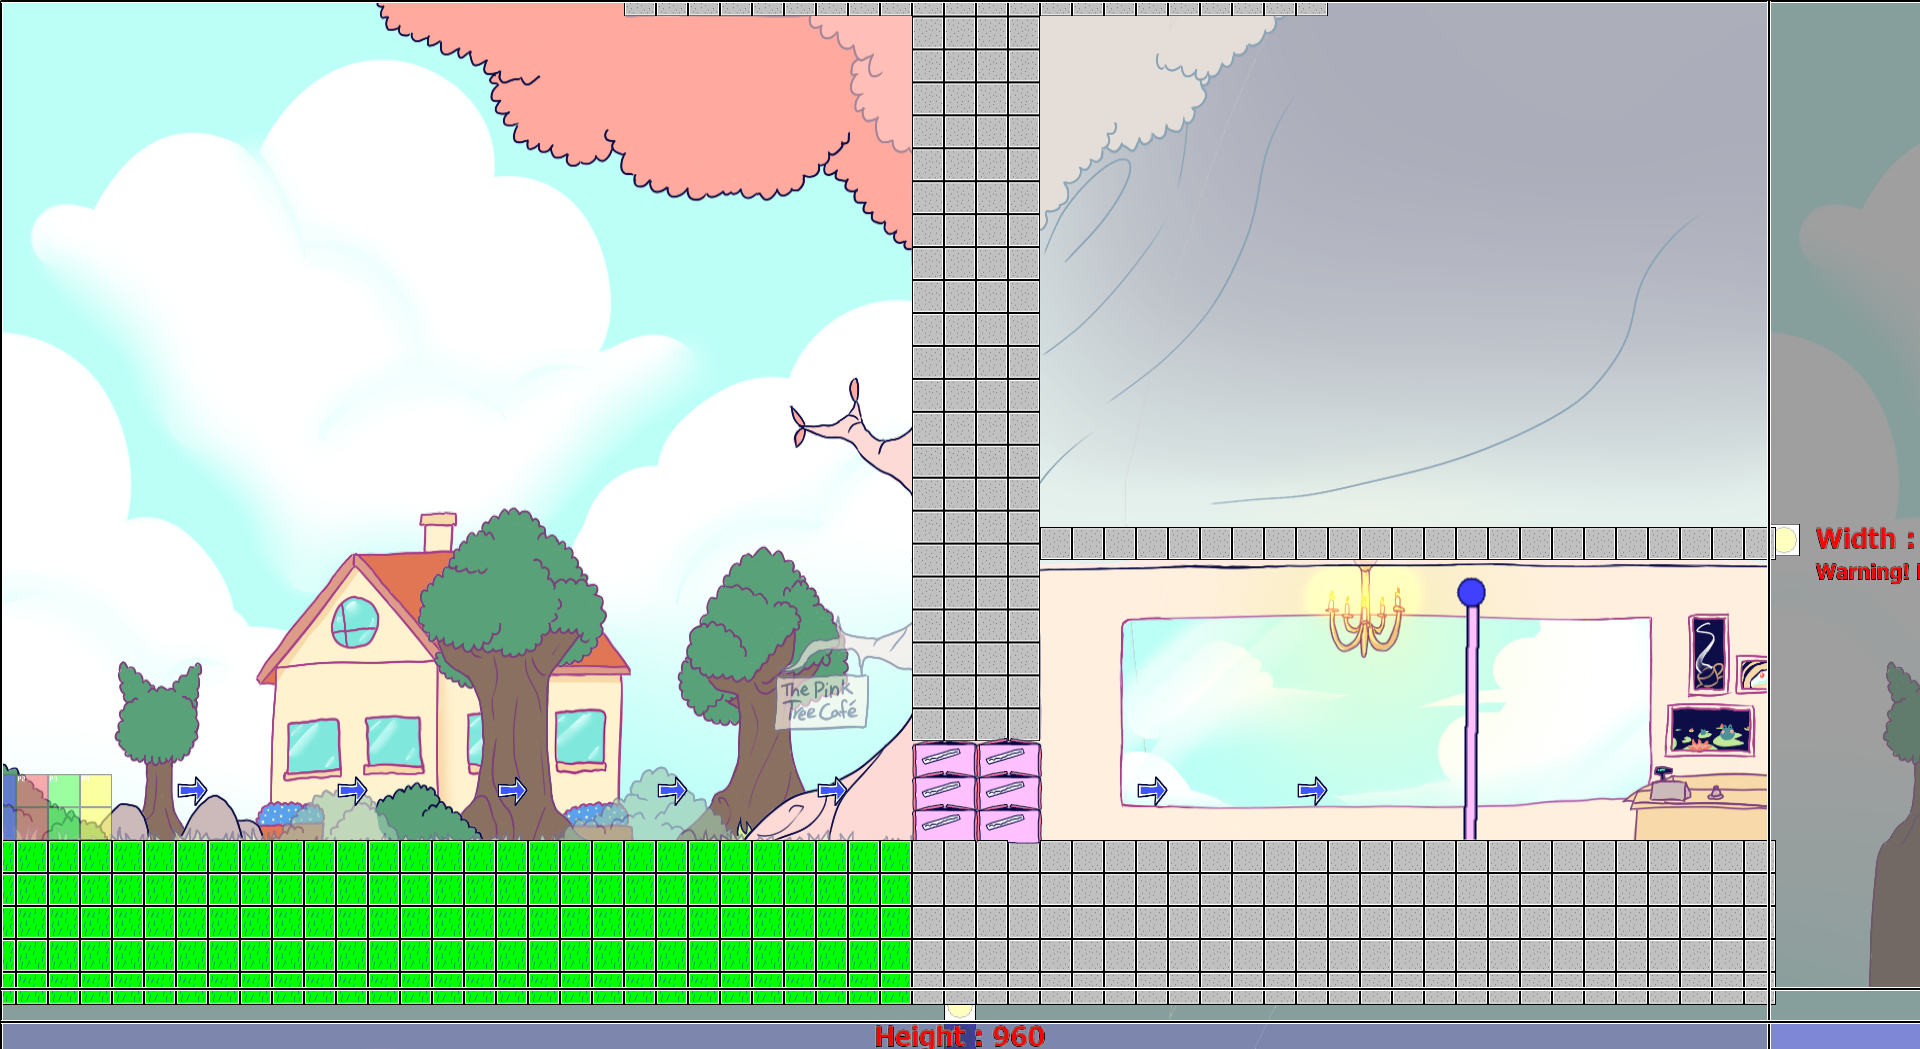 The Pink
Tree Café
Width :
Warning!
Height : 960